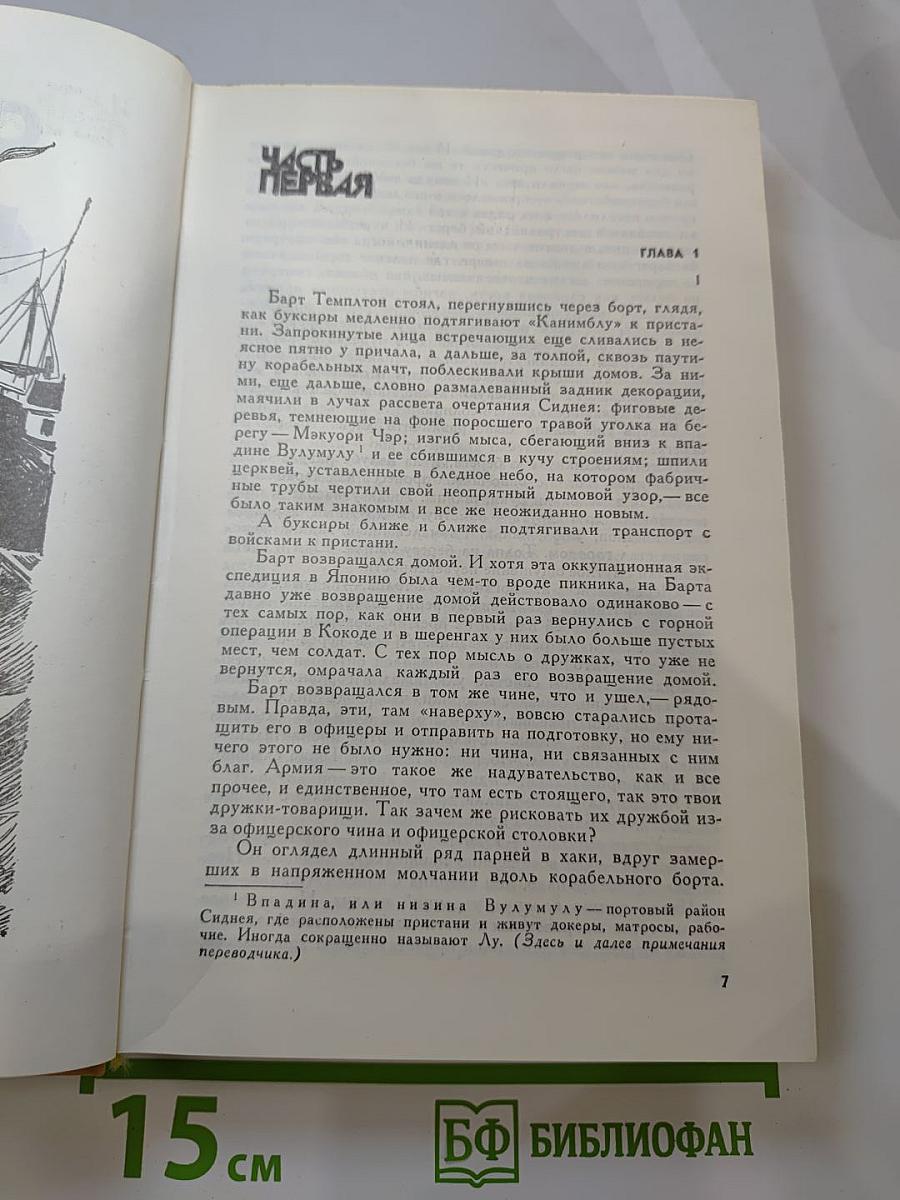 ЧАСТЬ
ПЕРВАЯ
ГЛАВА 1
1
Барт Темплтон стоял, перегнувшись через борт, глядя,
как буксиры медленно подтягивают «Канимблу» к приста-
ни. Запрокинутые лица встречающих еще сливались в не-
ясное пятно у причала, а дальше, за толпой, сквозь паути-
ну корабельных мачт, поблескивали крыши домов. За ни-
ми, еще дальше, словно размалеванный задник декорации,
маячили в лучах рассвета очертания Сиднея: фиговые де-
ревья, темнеющие на фоне поросшего травой уголка на бе-
регу — Мэкуори Чэр; изгиб мыса, сбегающий вниз к впа-
дине Вулумулу ¹ и ее сбившимся в кучу строениям; шпили
церквей, уставленные в бледное небо, на котором фабрич-
ные трубы чертили свой неопрятный дымовой узор,— все
было таким знакомым и все же неожиданно новым.
А буксиры ближе и ближе подтягивали транспорт с
войсками к пристани.
Барт возвращался домой. И хотя эта оккупационная эк-
спедиция в Японию была чем-то вроде пикника, на Барта
давно уже возвращение домой действовало одинаково — с
тех самых пор, как они в первый раз вернулись с горной
операции в Кокоде и в шеренгах у них было больше пустых
мест, чем солдат. С тех пор мысль о дружках, что уже не
вернутся, омрачала каждый раз его возвращение домой.
Барт возвращался в том же чине, что и ушел,— рядо-
вым. Правда, эти, там «наверху», вовсю старались прота-
щить его в офицеры и отправить на подготовку, но ему ни-
чего этого не было нужно: ни чина, ни связанных с ним
благ. Армия — это такое же надувательство, как и все
прочее, и единственное, что там есть стоящего, так это твои
дружки-товарищи. Так зачем же рисковать их дружбой из-
за офицерского чина и офицерской столовки?
Он оглядел длинный ряд парней в хаки, вдруг замер-
ших в напряженном молчании вдоль корабельного борта.
¹ Впадина, или низина Вулумулу — портовый район
Сиднея, где расположены пристани и живут докеры, матросы, рабо-
чие. Иногда сокращенно называют Лу. (Здесь и далее примечания
переводчика.)
7
15 см
БФ БИБЛИОФАН